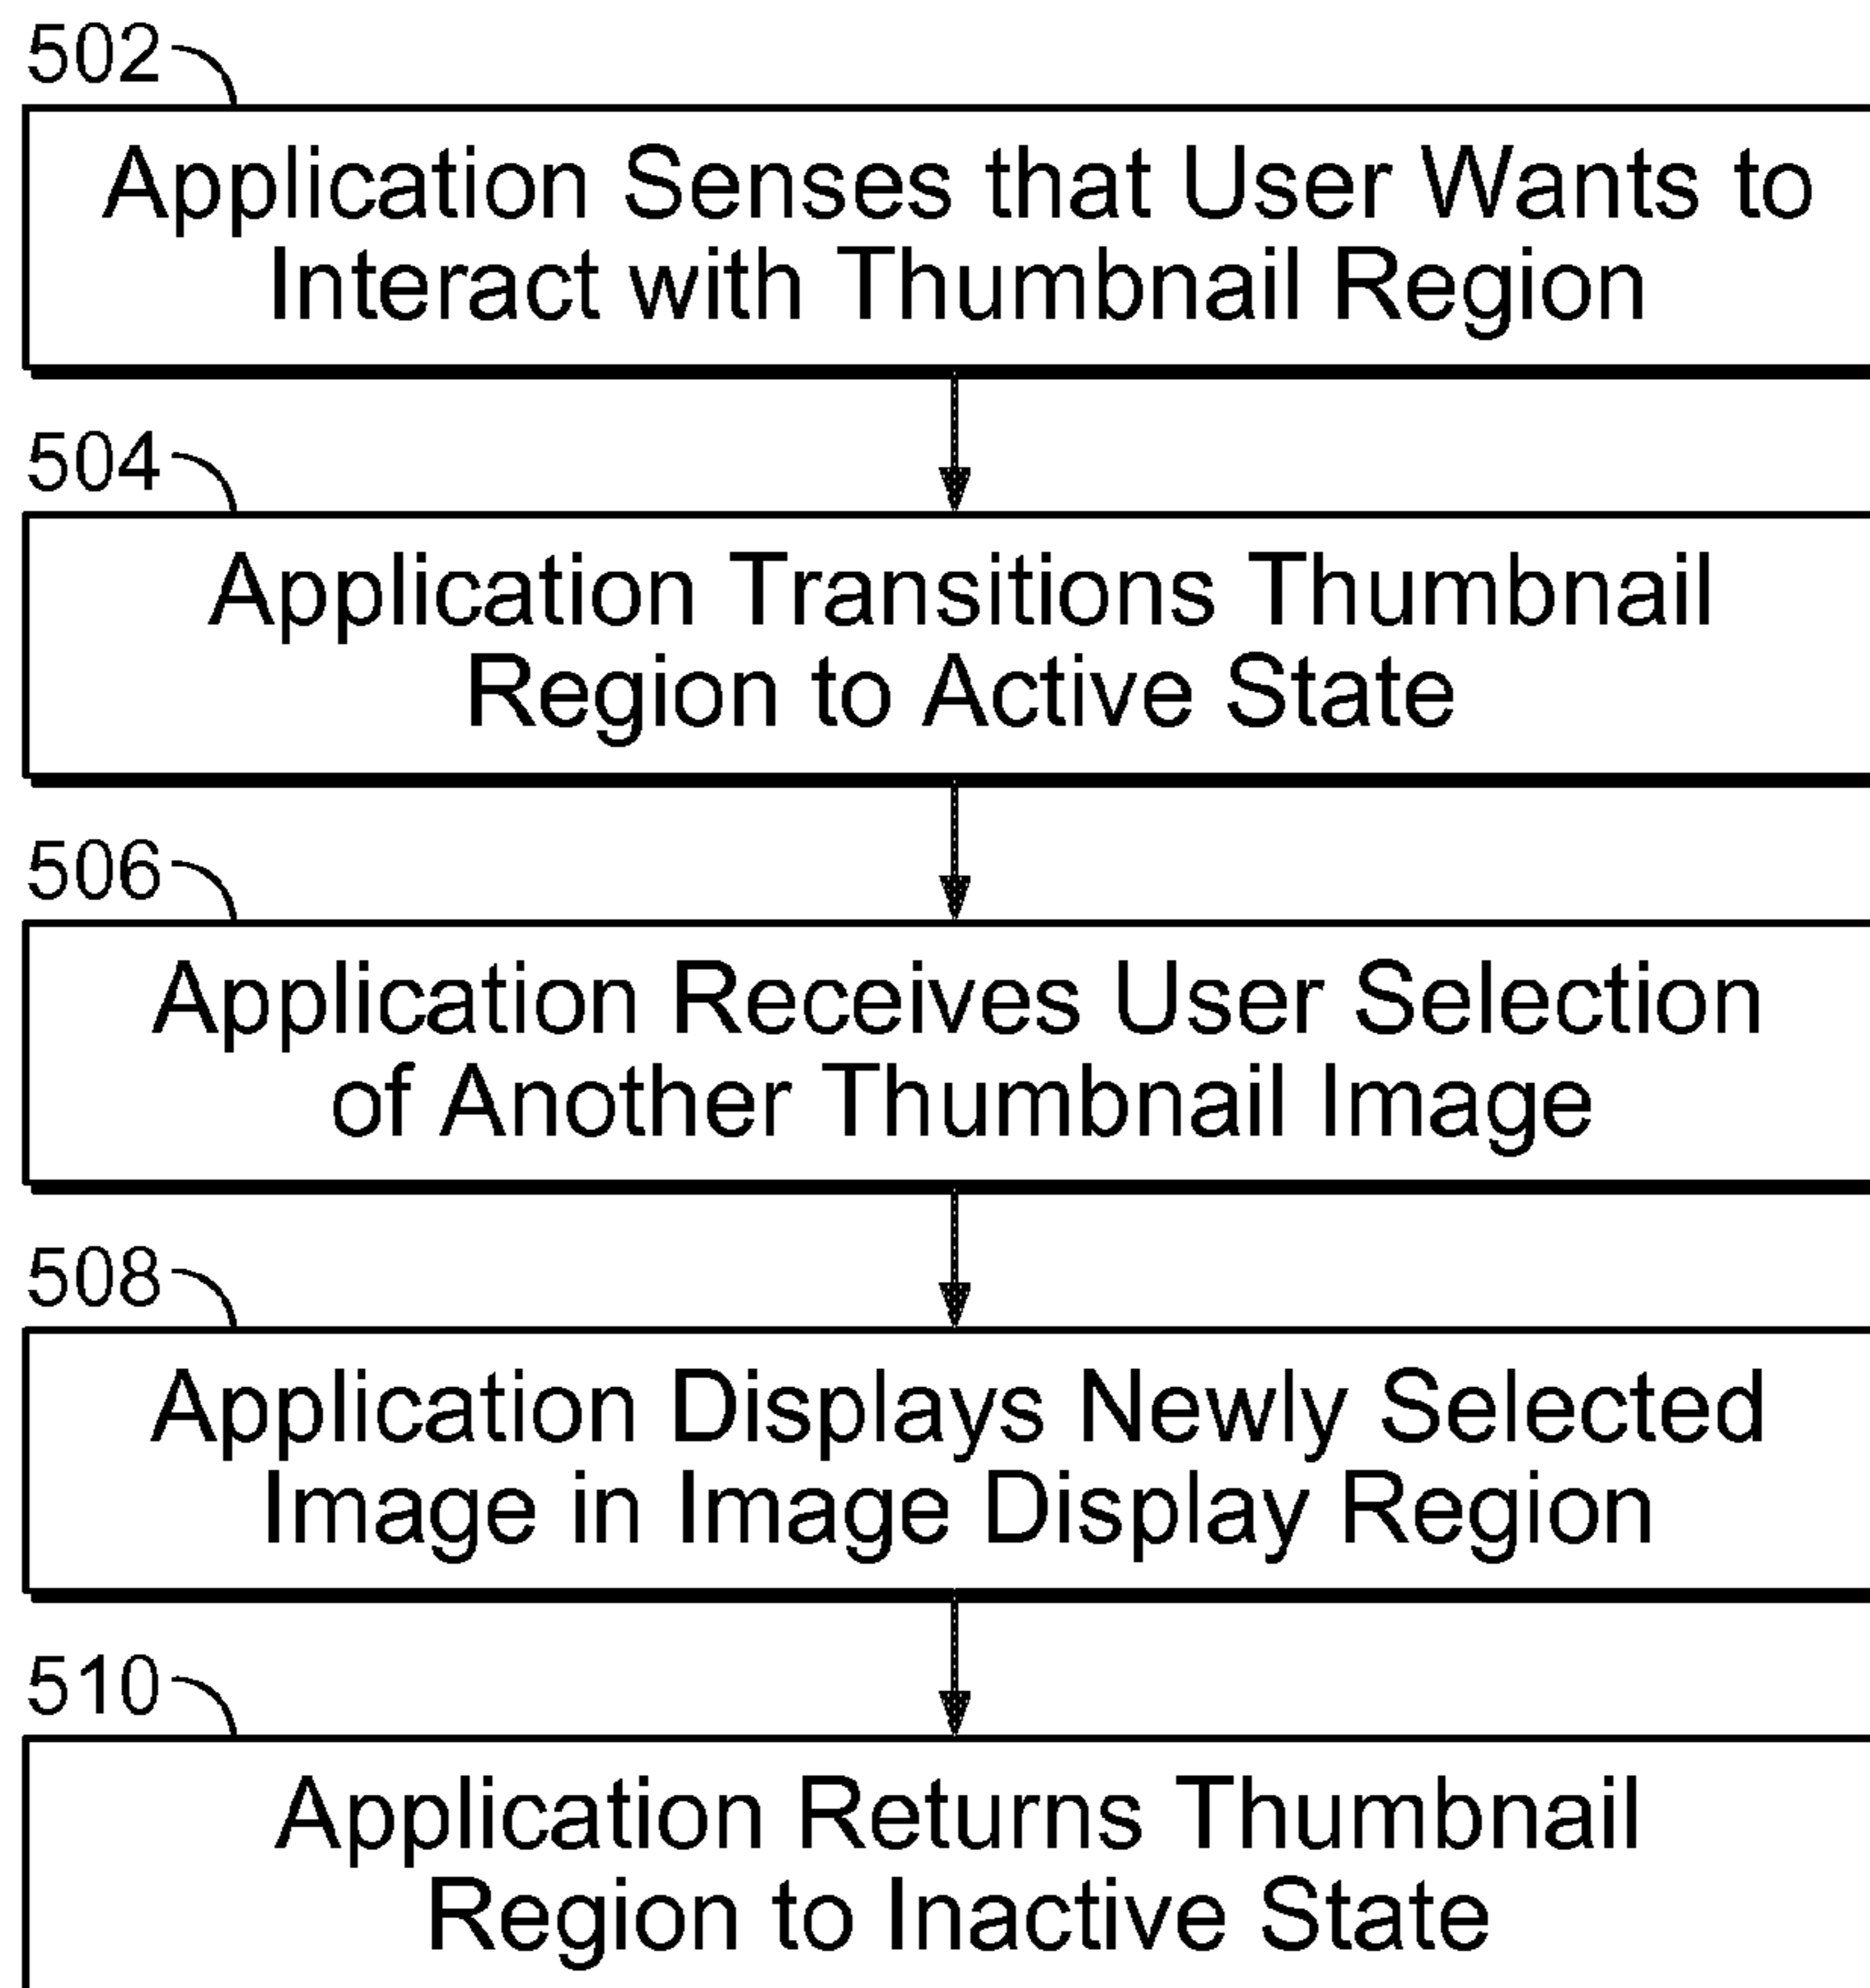 502
Application Senses that User Wants to
Interact with Thumbnail Region
504
Application Transitions Thumbnail
Region to Active State
506
Application Receives User Selection
of Another Thumbnail Image
508
Application Displays Newly Selected
Image in Image Display Region
510
Application Returns Thumbnail
Region to Inactive State